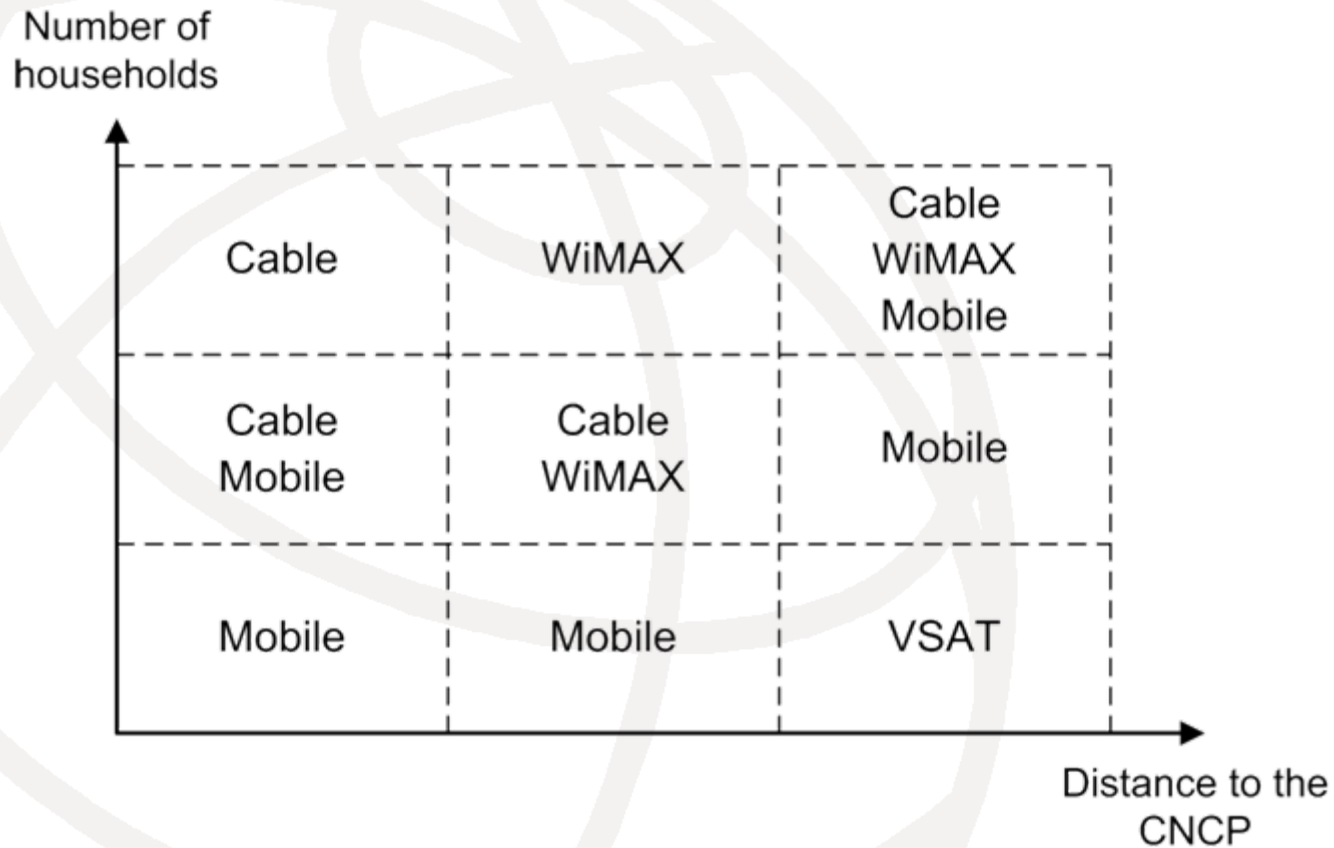 Number of
households
Cable
WiMAX
Cable
WiMAX
Mobile
Cable
Mobile
Cable
WiMAX
Mobile
Mobile
Mobile
VSAT
Distance to the
CNCP